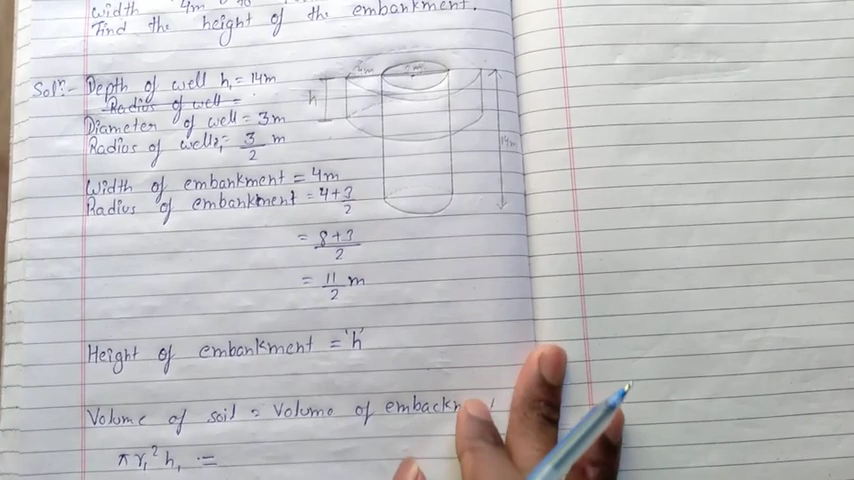 width 4m
Find the height of the embankment.
Solⁿ:- Depth of well h₁ = 14m
Radius of well =
Diameter of well = 3m
Radius of well r₁ = 3/2 m
Width of embankment = 4m
Radius of embankment = 4+3/2
= 8+3/2
= 11/2 m
Height of embankment = 'h'
Volume of soil = Volume of embackm
πr₁²h₁ =
h
14m